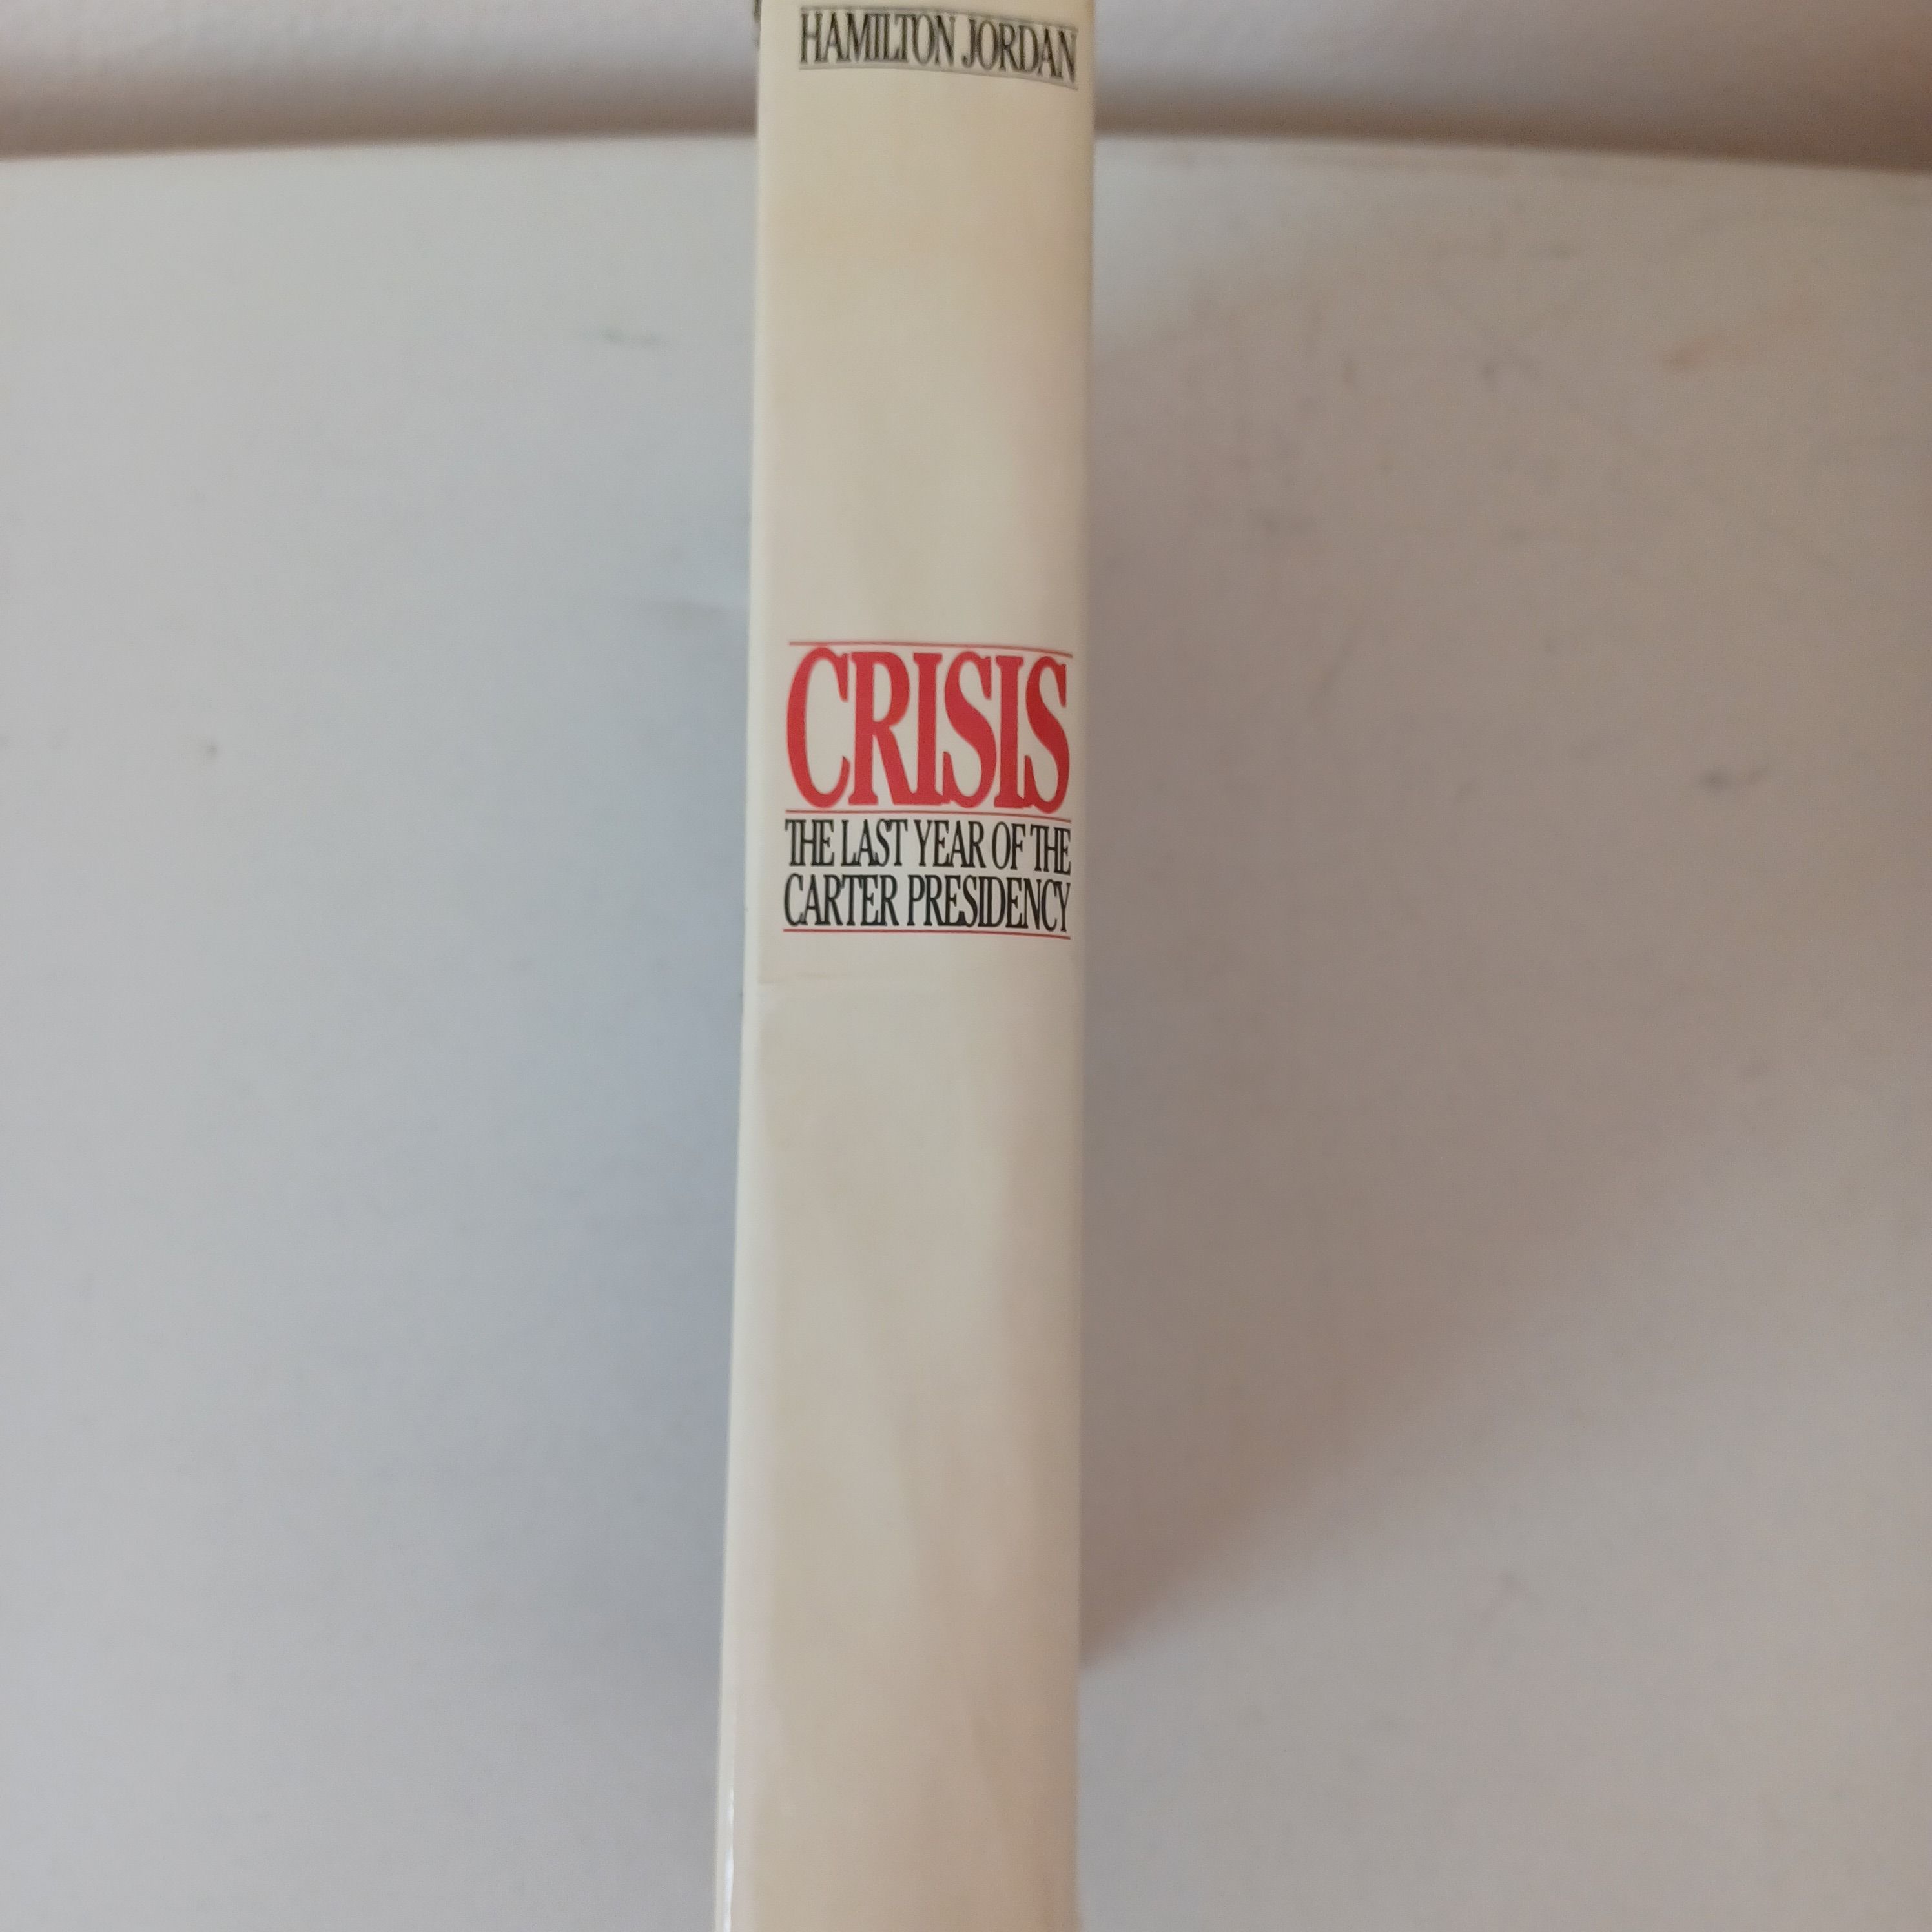 HAMILTON JORDAN
CRISIS
THE LAST YEAR OF THE
CARTER PRESIDENCY